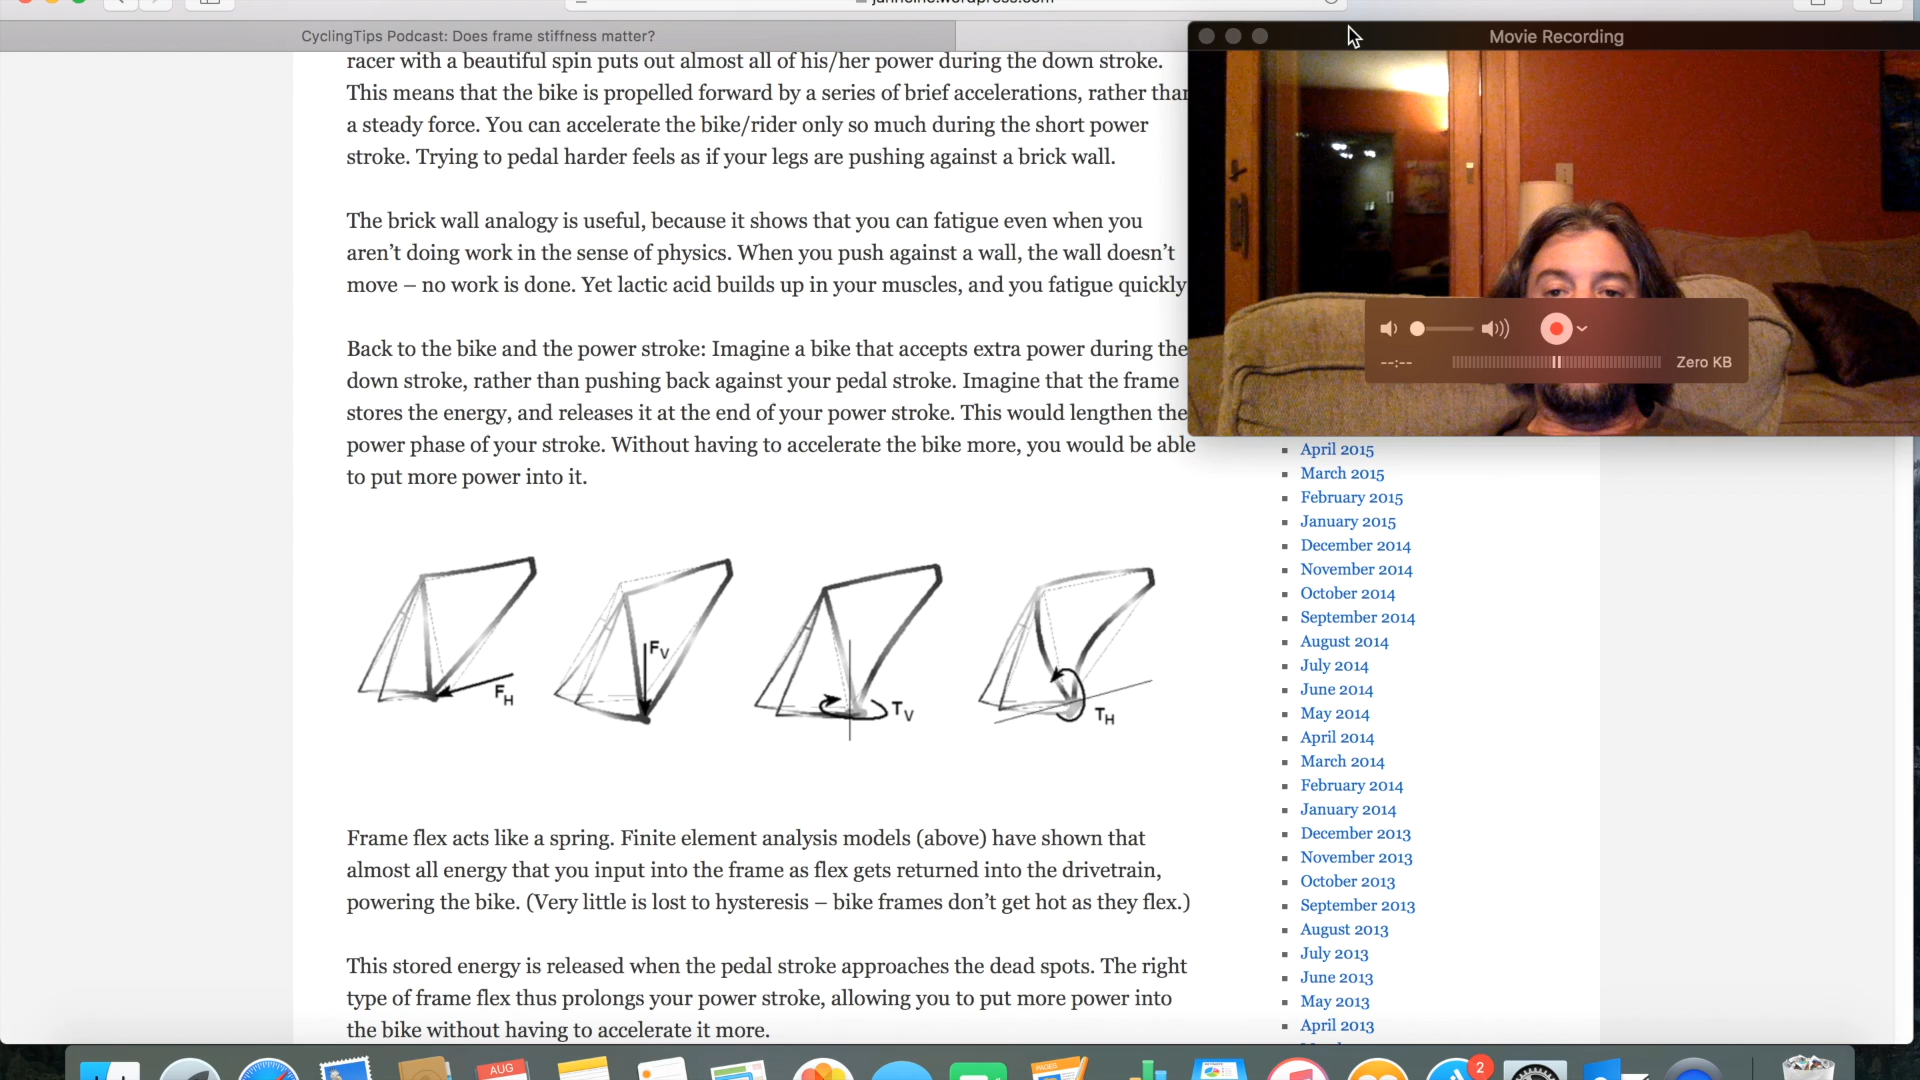 janheine.wordpress.com
CyclingTips Podcast: Does frame stiffness matter?
Movie Recording
racer with a beautiful spin puts out almost all of his/her power during the down stroke.
This means that the bike is propelled forward by a series of brief accelerations, rather than
a steady force. You can accelerate the bike/rider only so much during the short power
stroke. Trying to pedal harder feels as if your legs are pushing against a brick wall.
The brick wall analogy is useful, because it shows that you can fatigue even when you
aren’t doing work in the sense of physics. When you push against a wall, the wall doesn’t
move – no work is done. Yet lactic acid builds up in your muscles, and you fatigue quickly
Back to the bike and the power stroke: Imagine a bike that accepts extra power during the
down stroke, rather than pushing back against your pedal stroke. Imagine that the frame
stores the energy, and releases it at the end of your power stroke. This would lengthen the
power phase of your stroke. Without having to accelerate the bike more, you would be able
to put more power into it.
FH
FV
TV
TH
Frame flex acts like a spring. Finite element analysis models (above) have shown that
almost all energy that you input into the frame as flex gets returned into the drivetrain,
powering the bike. (Very little is lost to hysteresis – bike frames don’t get hot as they flex.)
This stored energy is released when the pedal stroke approaches the dead spots. The right
type of frame flex thus prolongs your power stroke, allowing you to put more power into
the bike without having to accelerate it more.
--:--
Zero KB
April 2015
March 2015
February 2015
January 2015
December 2014
November 2014
October 2014
September 2014
August 2014
July 2014
June 2014
May 2014
April 2014
March 2014
February 2014
January 2014
December 2013
November 2013
October 2013
September 2013
August 2013
July 2013
June 2013
May 2013
April 2013
AUG
PAGES
2